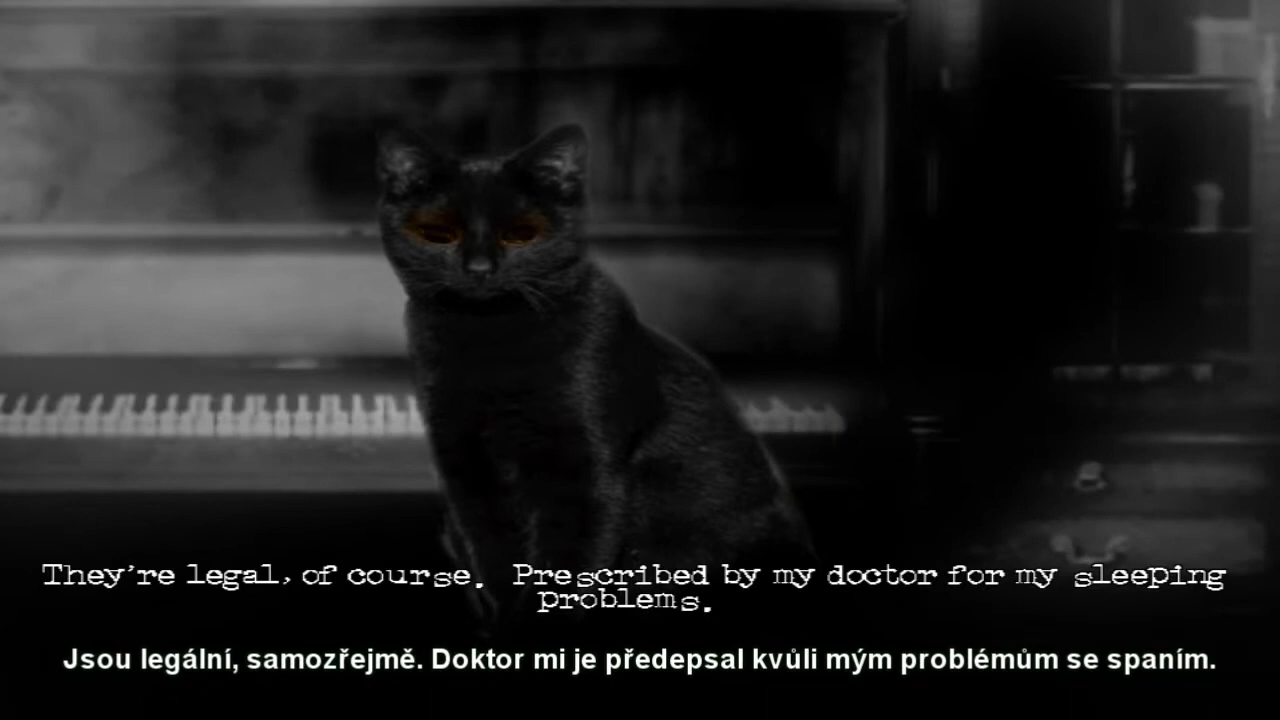 They're legal, of course. Prescribed by my doctor for my sleeping
problems.
Jsou legální, samozřejmě. Doktor mi je předepsal kvůli mým problémům se spaním.